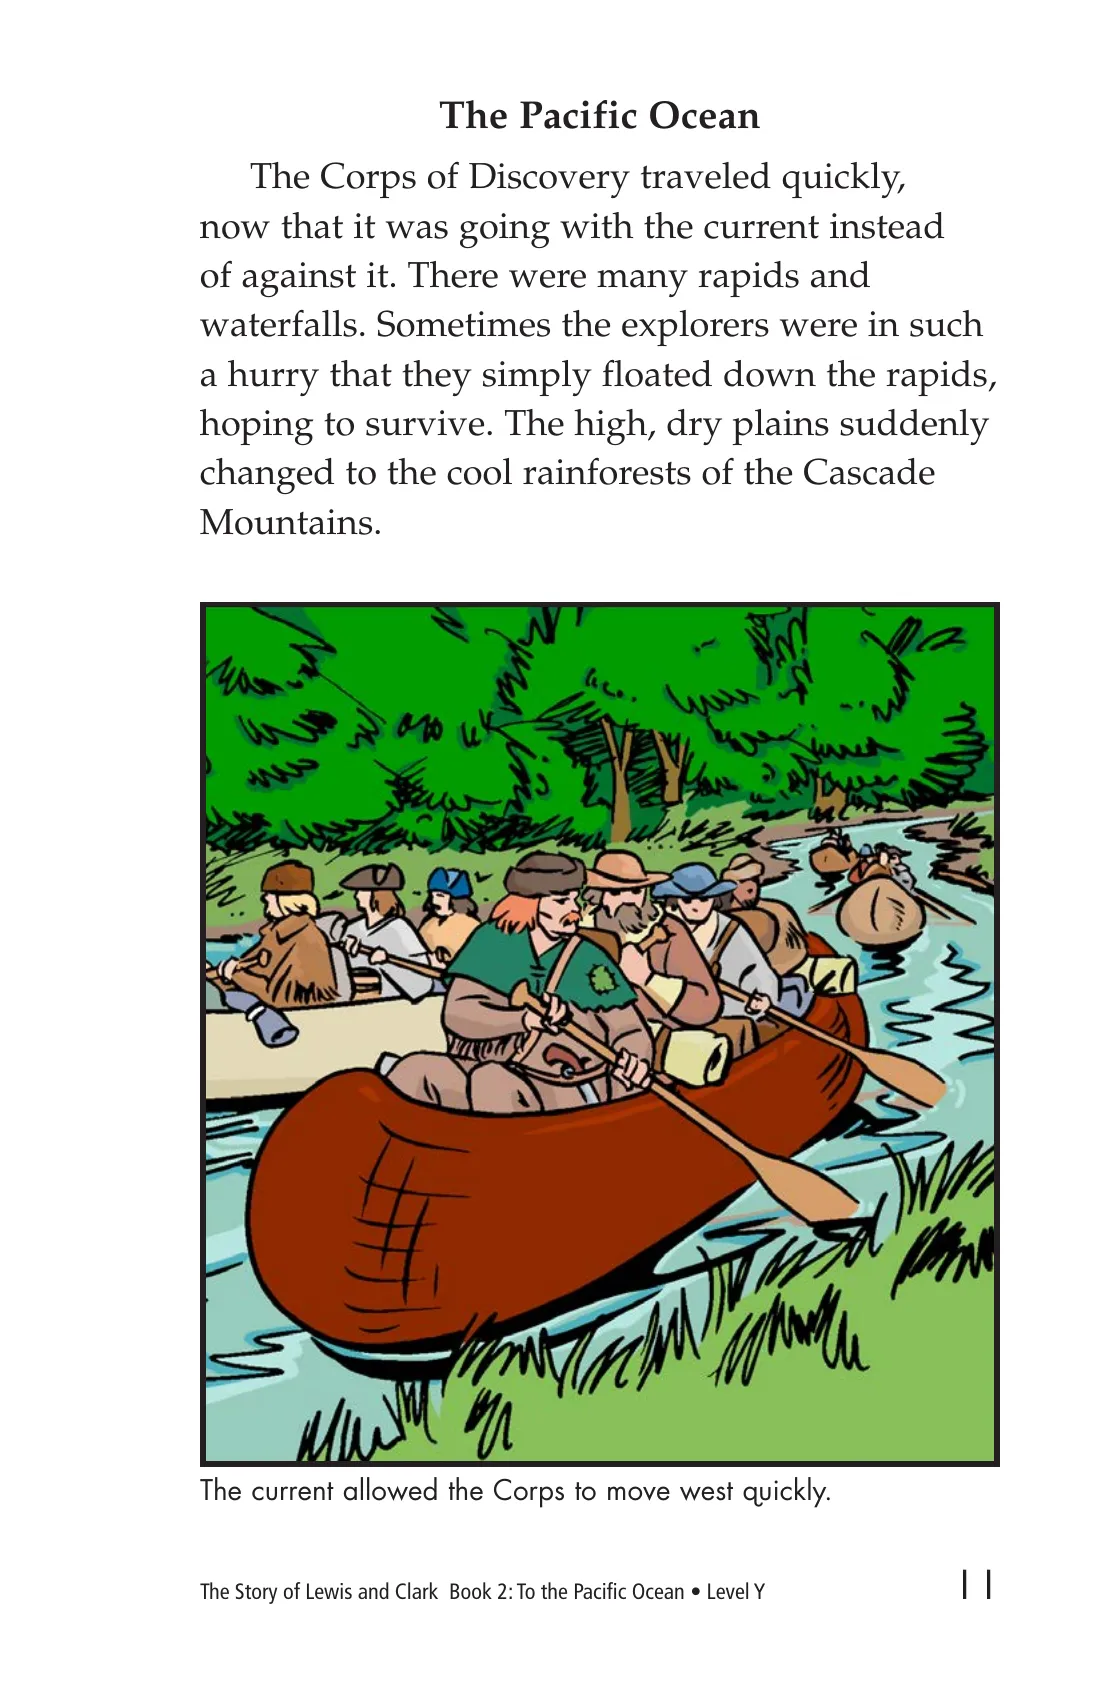 The Pacific Ocean
The Corps of Discovery traveled quickly,
now that it was going with the current instead
of against it. There were many rapids and
waterfalls. Sometimes the explorers were in such
a hurry that they simply floated down the rapids,
hoping to survive. The high, dry plains suddenly
changed to the cool rainforests of the Cascade
Mountains.
The current allowed the Corps to move west quickly.
The Story of Lewis and Clark  Book 2: To the Pacific Ocean • Level Y
11